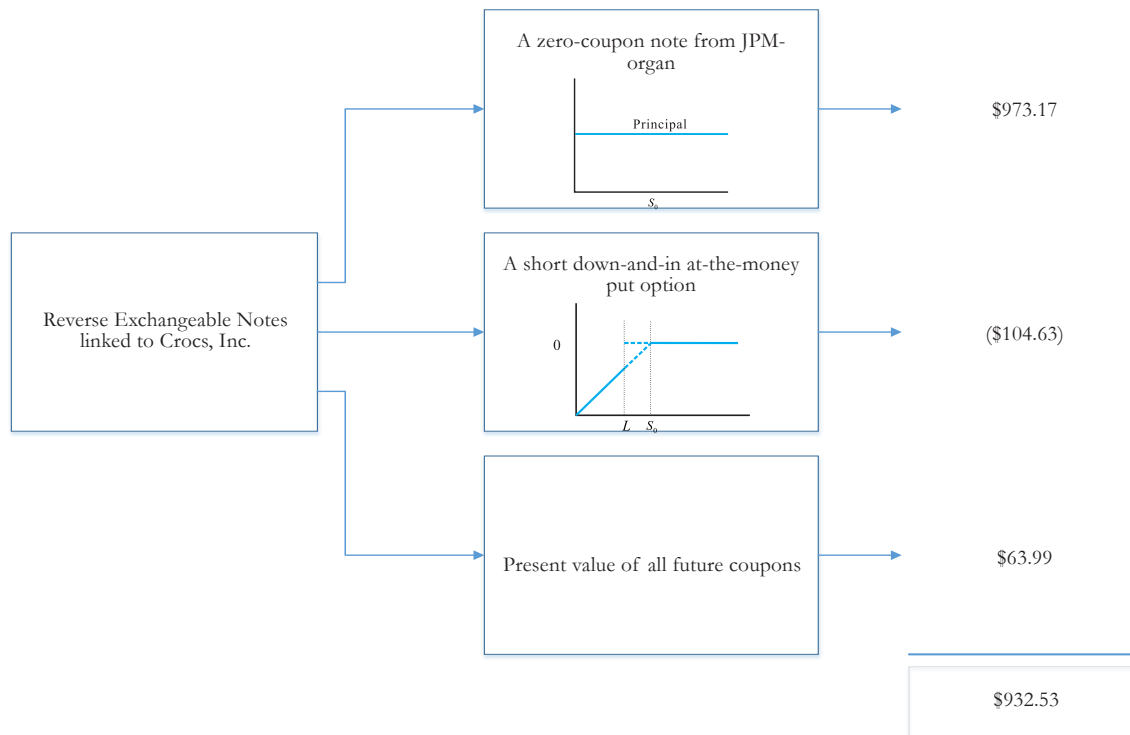 A zero-coupon note from JPM-
organ
Principal
S₀
$973.17
Reverse Exchangeable Notes
linked to Crocs, Inc.
A short down-and-in at-the-money
put option
0
L S₀
($104.63)
Present value of all future coupons
$63.99
$932.53